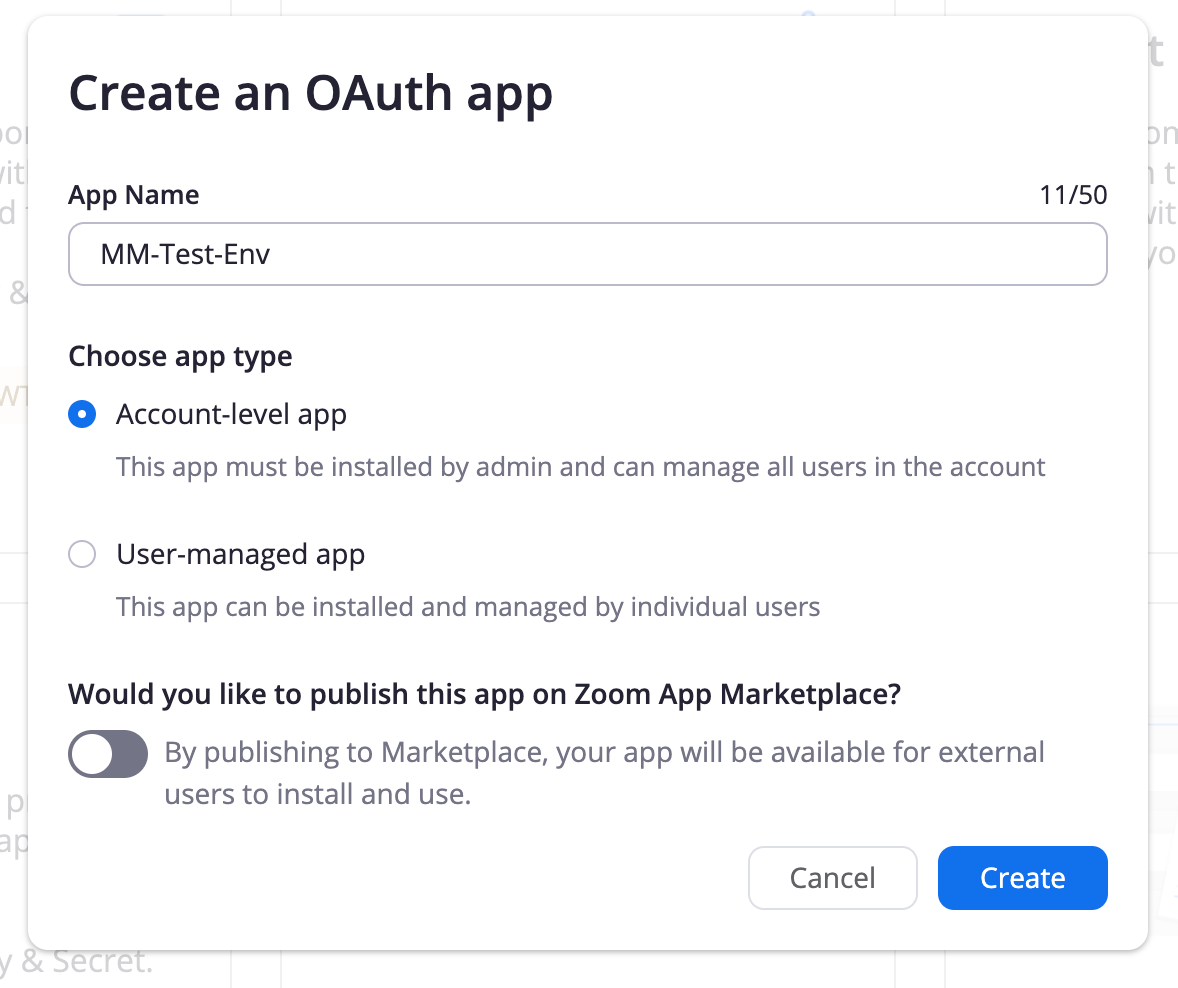 Create an OAuth app
App Name
11/50
MM-Test-Env
Choose app type
Account-level app
This app must be installed by admin and can manage all users in the account
User-managed app
This app can be installed and managed by individual users
Would you like to publish this app on Zoom App Marketplace?
By publishing to Marketplace, your app will be available for external
users to install and use.
Cancel
Create
& Secret.